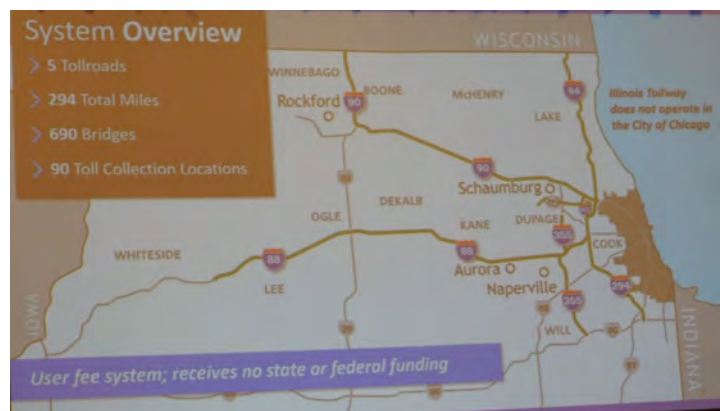 System Overview
5 Tollroads
294 Total Miles
690 Bridges
90 Toll Collection Locations
WISCONSIN
WINNEBAGO
BOONE
McHENRY
LAKE
Rockford
90
94
Illinois Tollway
does not operate in
the City of Chicago
90
Schaumburg
DEKALB
OGLE
KANE
DUPAGE
COOK
WHITESIDE
88
88
355
LEE
Aurora
Naperville
355
294
WILL
IOWA
INDIANA
User fee system; receives no state or federal funding